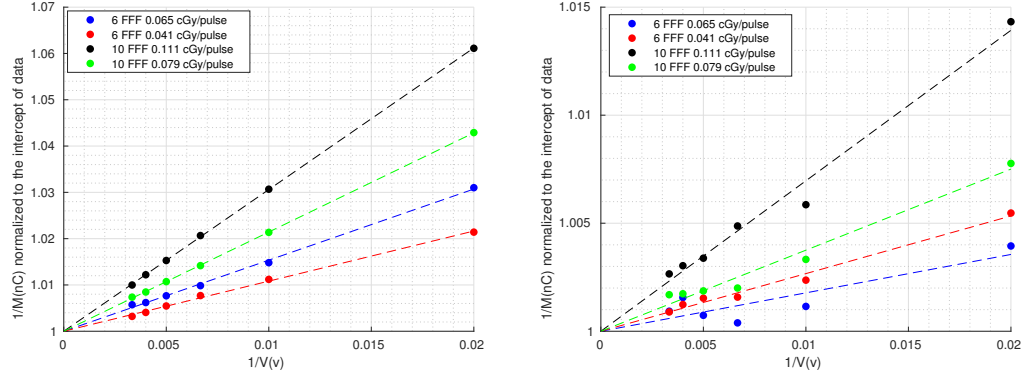 1.07
1.06
1.05
1.04
1.03
1.02
1.01
1
0
0.005
0.01
0.015
0.02
1/V(v)
1/M(nC) normalized to the intercept of data
6 FFF 0.065 cGy/pulse
6 FFF 0.041 cGy/pulse
10 FFF 0.111 cGy/pulse
10 FFF 0.079 cGy/pulse
1.015
1.01
1.005
1
0
0.005
0.01
0.015
0.02
1/V(v)
1/M(nC) normalized to the intercept of data
6 FFF 0.065 cGy/pulse
6 FFF 0.041 cGy/pulse
10 FFF 0.111 cGy/pulse
10 FFF 0.079 cGy/pulse